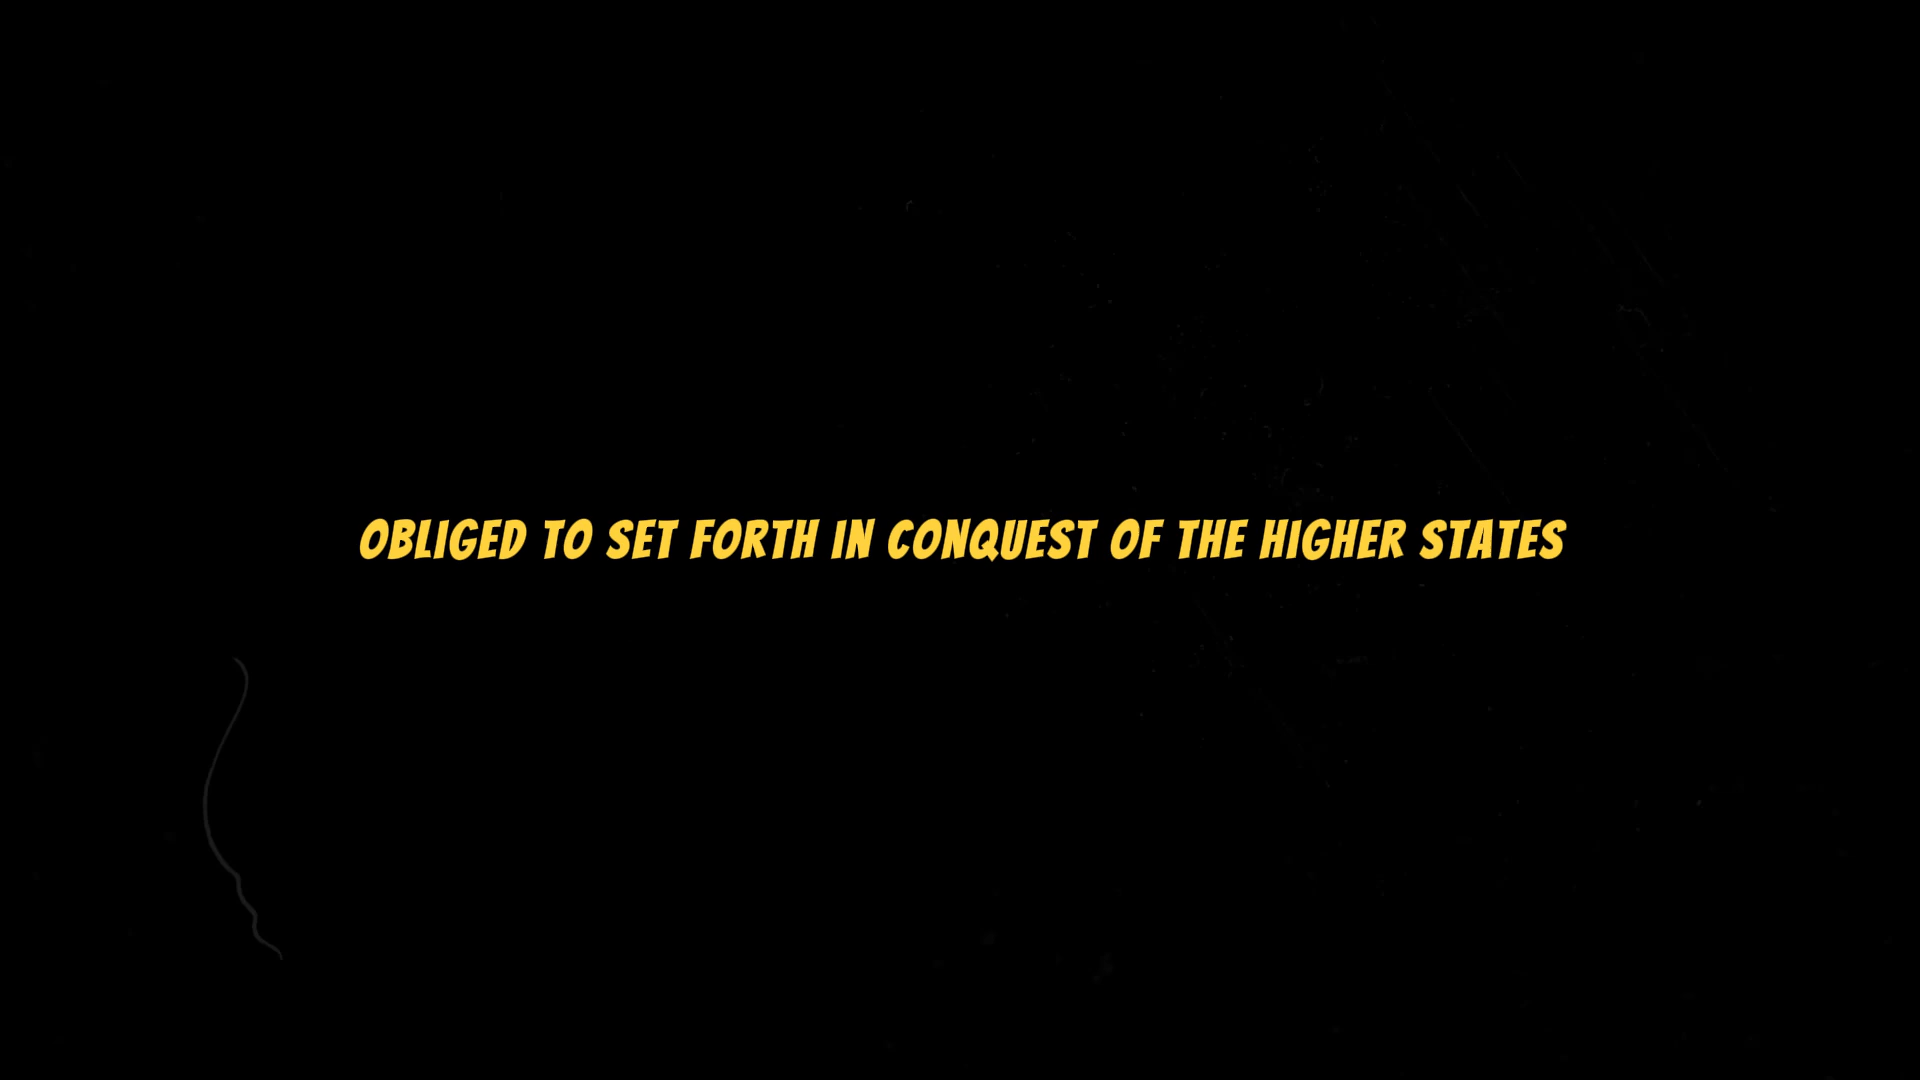 OBLIGED TO SET FORTH IN CONQUEST OF THE HIGHER STATES